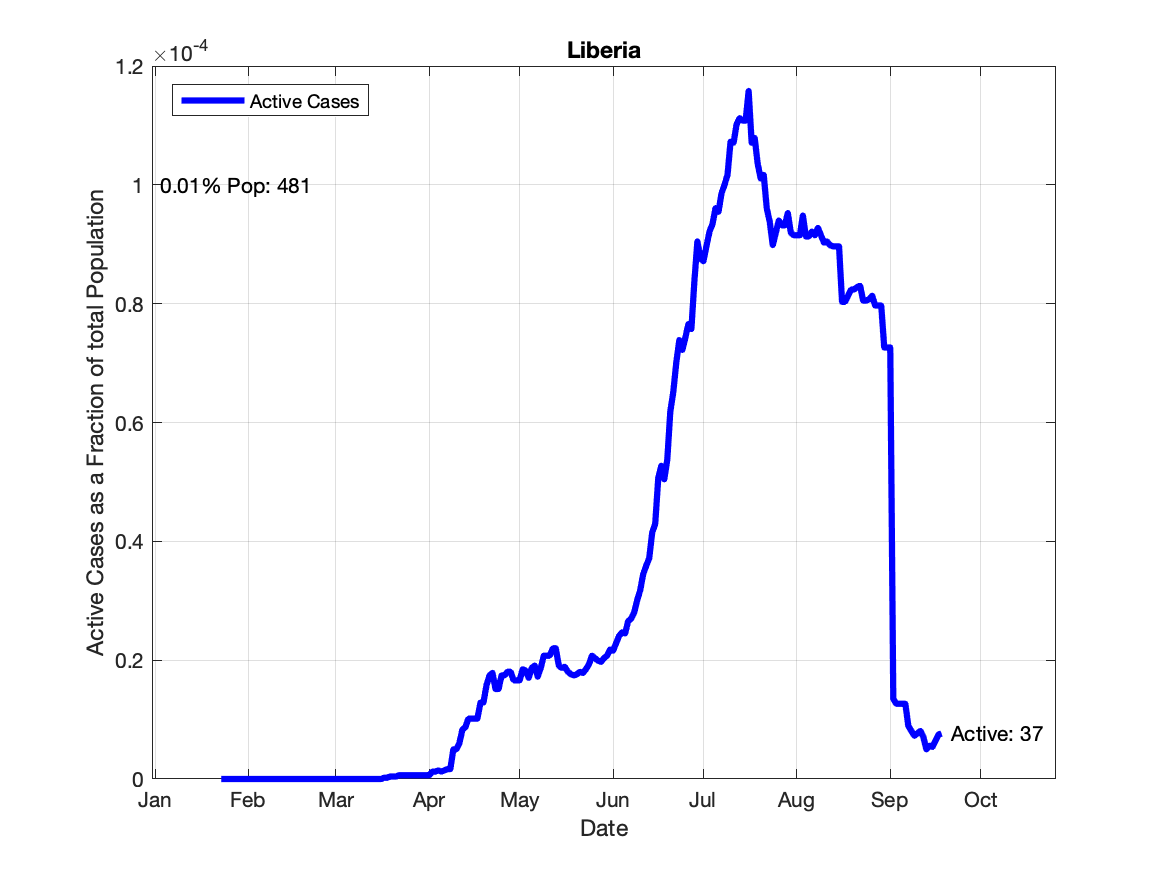 Liberia
×10-4
1.2
1
0.8
0.6
0.4
0.2
0
Active Cases
0.01% Pop: 481
Active: 37
Active Cases as a Fraction of total Population
Jan Feb Mar Apr May Jun Jul Aug Sep Oct
Date